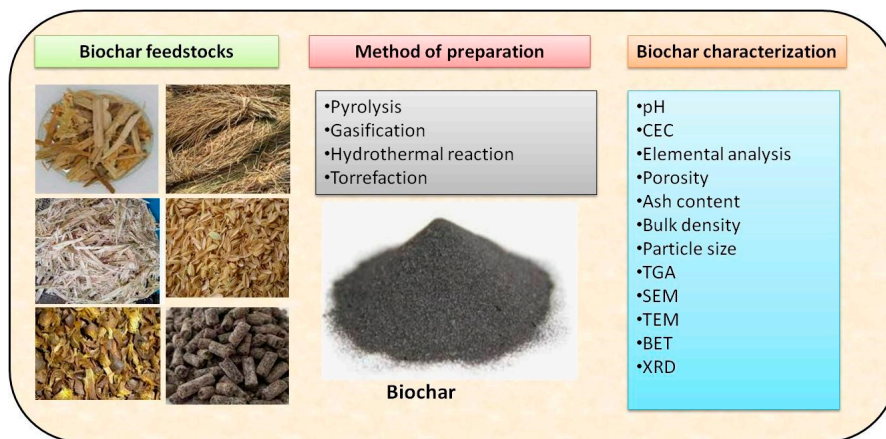 Biochar feedstocks
Method of preparation
•Pyrolysis
•Gasification
•Hydrothermal reaction
•Torrefaction
Biochar
Biochar characterization
•pH
•CEC
•Elemental analysis
•Porosity
•Ash content
•Bulk density
•Particle size
•TGA
•SEM
•TEM
•BET
•XRD